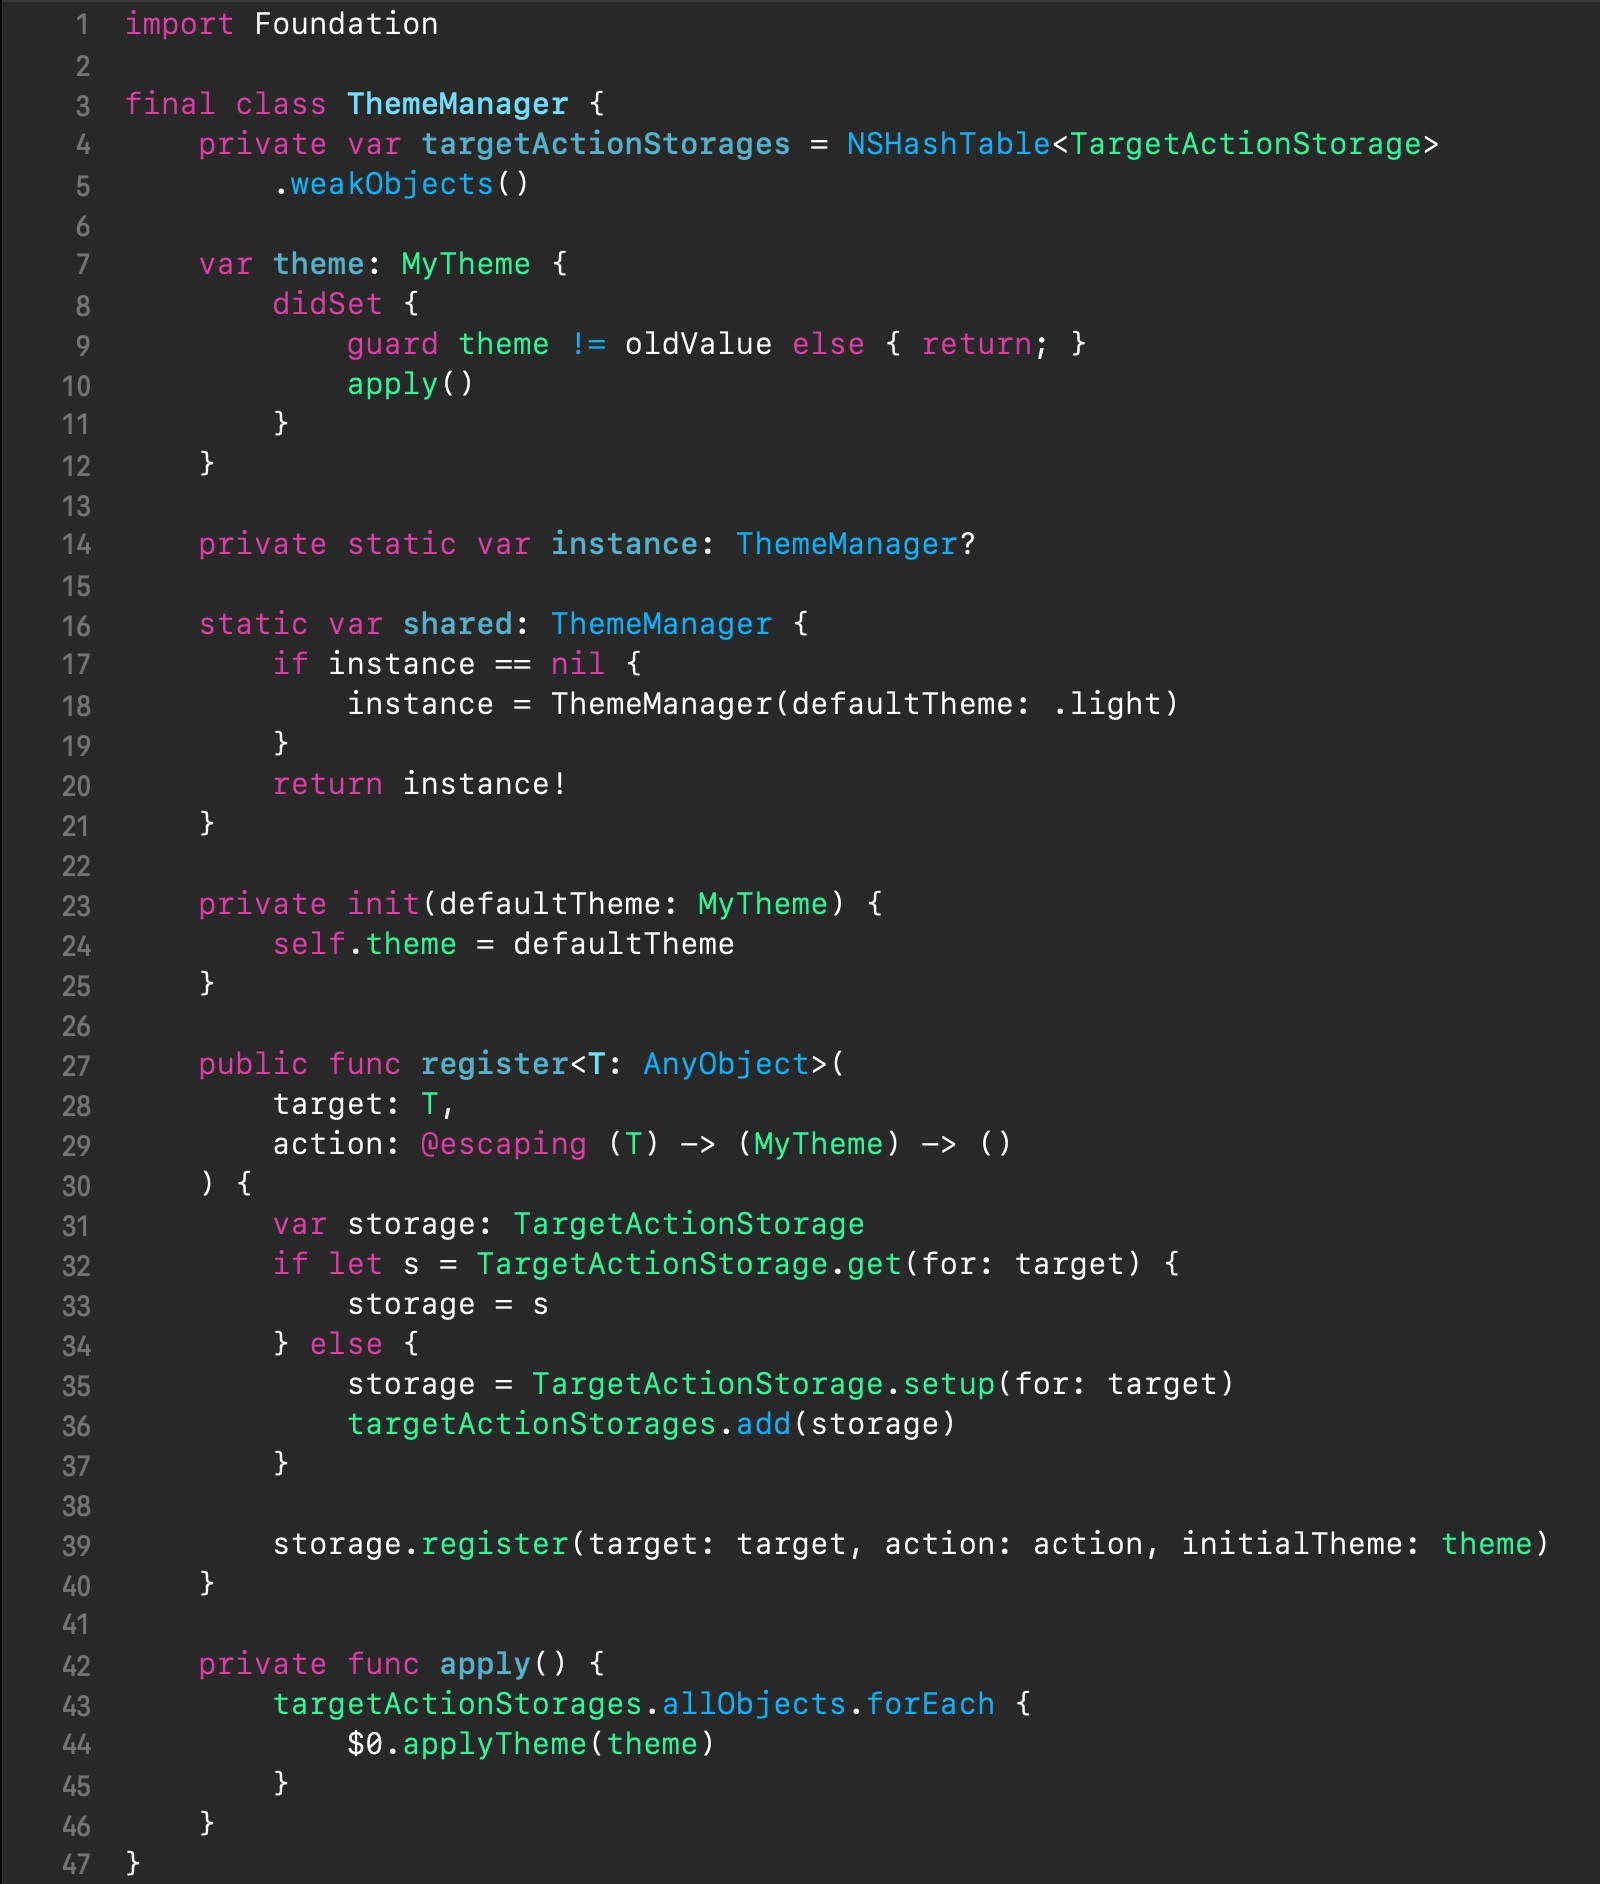 1 import Foundation
2
3 final class ThemeManager {
4     private var targetActionStorages = NSHashTable<TargetActionStorage>
5         .weakObjects()
6
7     var theme: MyTheme {
8         didSet {
9             guard theme != oldValue else { return; }
10             apply()
11         }
12     }
13
14     private static var instance: ThemeManager?
15
16     static var shared: ThemeManager {
17         if instance == nil {
18             instance = ThemeManager(defaultTheme: .light)
19         }
20         return instance!
21     }
22
23     private init(defaultTheme: MyTheme) {
24         self.theme = defaultTheme
25     }
26
27     public func register<T: AnyObject>(
28         target: T,
29         action: @escaping (T) -> (MyTheme) -> ()
30     ) {
31         var storage: TargetActionStorage
32         if let s = TargetActionStorage.get(for: target) {
33             storage = s
34         } else {
35             storage = TargetActionStorage.setup(for: target)
36             targetActionStorages.add(storage)
37         }
38
39         storage.register(target: target, action: action, initialTheme: theme)
40     }
41
42     private func apply() {
43         targetActionStorages.allObjects.forEach {
44             $0.applyTheme(theme)
45         }
46     }
47 }